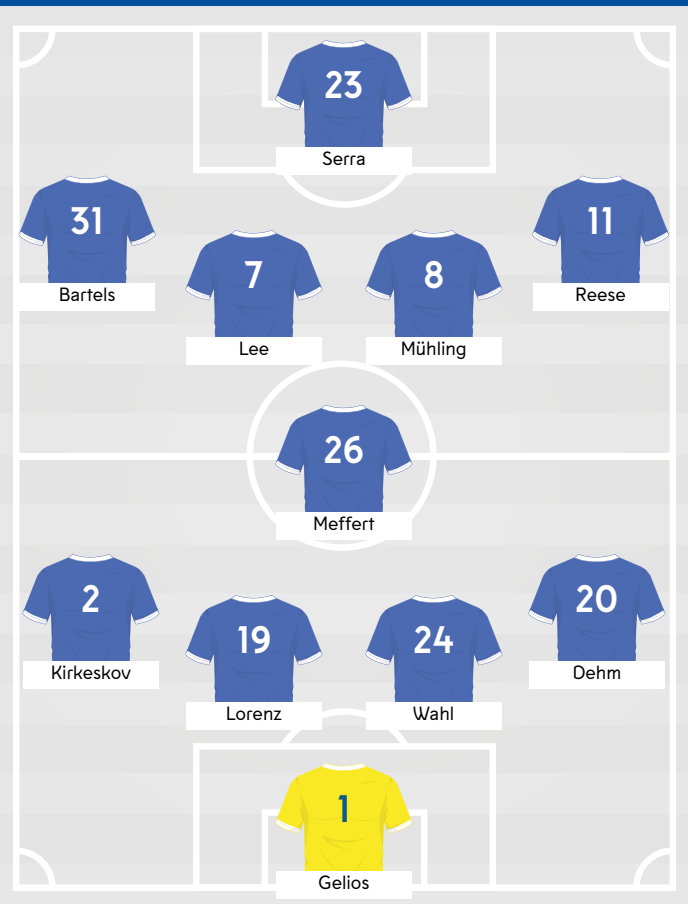 23
Serra
31
Bartels
11
Reese
7
Lee
8
Mühling
26
Meffert
2
Kirkeskov
20
Dehm
19
Lorenz
24
Wahl
1
Gelios